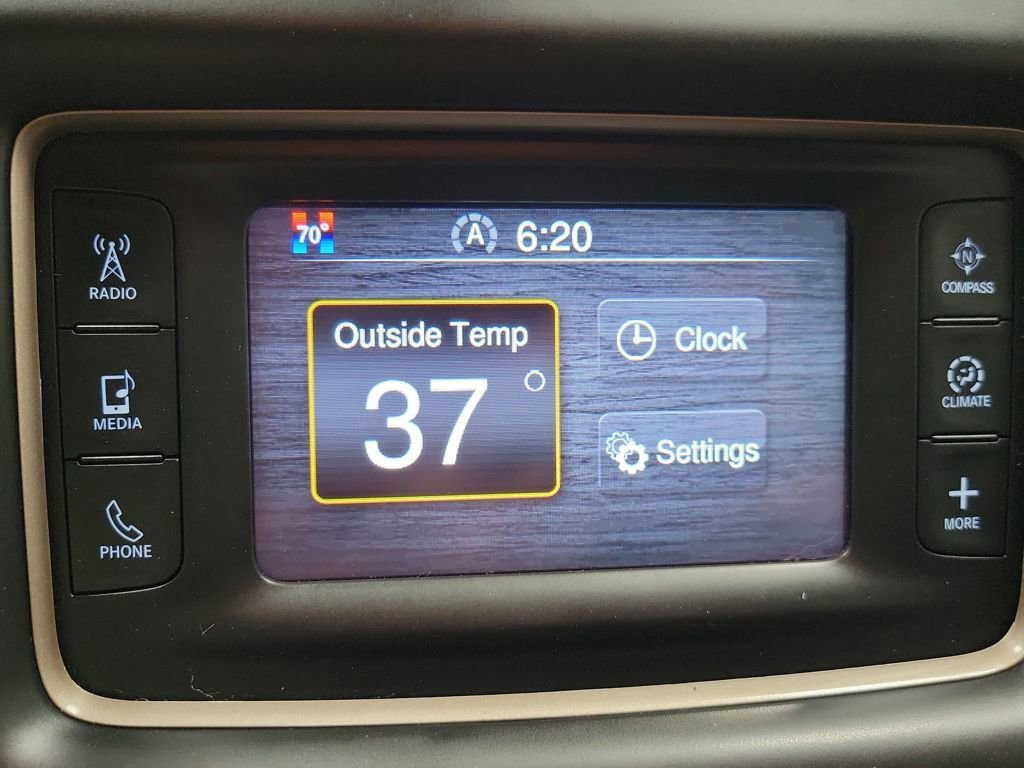 70°
A 6:20
RADIO
MEDIA
PHONE
Outside Temp
37°
Clock
Settings
N
COMPASS
CLIMATE
MORE